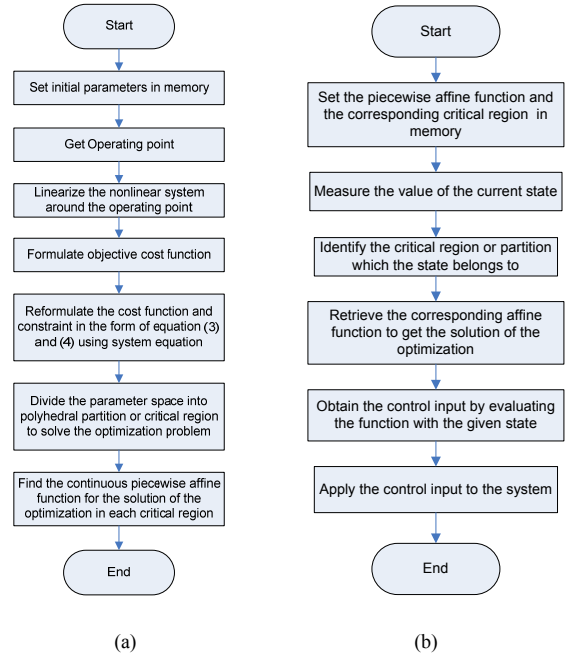 Start
Set initial parameters in memory
Get Operating point
Linearize the nonlinear system
around the operating point
Formulate objective cost function
Reformulate the cost function and
constraint in the form of equation (3)
and (4) using system equation
Divide the parameter space into
polyhedral partition or critical region
to solve the optimization problem
Find the continuous piecewise affine
function for the solution of the
optimization in each critical region
End
(a)
Start
Set the piecewise affine function and
the corresponding critical region in
memory
Measure the value of the current state
Identify the critical region or partition
which the state belongs to
Retrieve the corresponding affine
function to get the solution of the
optimization
Obtain the control input by evaluating
the function with the given state
Apply the control input to the system
End
(b)